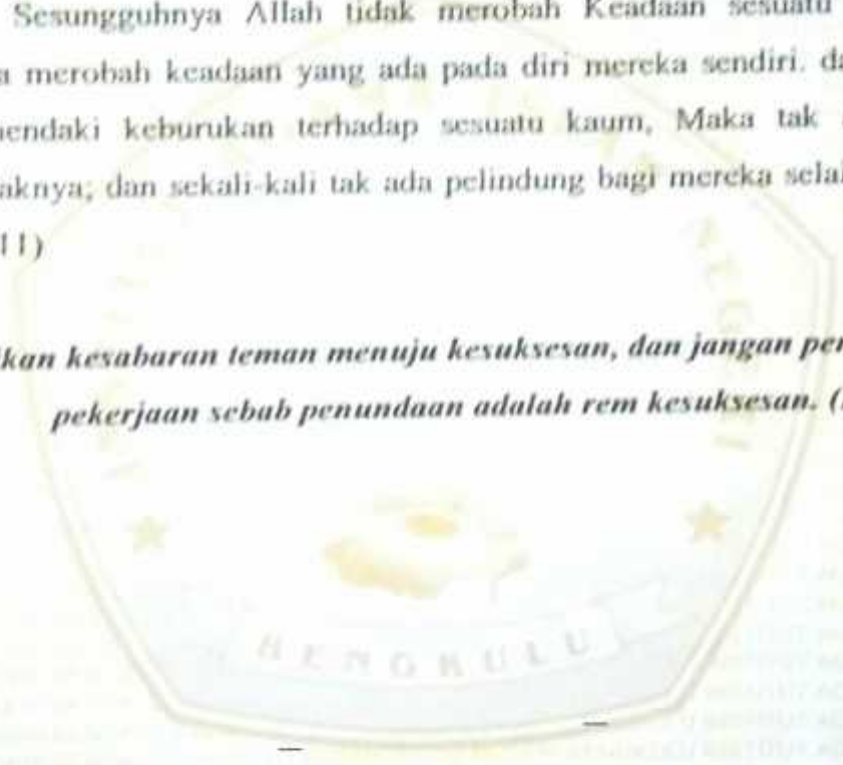 Sesungguhnya Allah tidak merobah Keadaan sesuatu
a merobah keadaan yang ada pada diri mereka sendiri. da
nendaki keburukan terhadap sesuatu kaum, Maka tak
aknya; dan sekali-kali tak ada pelindung bagi mereka selai
11)
kan kesabaran teman menuju kesuksesan, dan jangan per
pekerjaan sebab penundaan adalah rem kesuksesan. (
BENGKULU